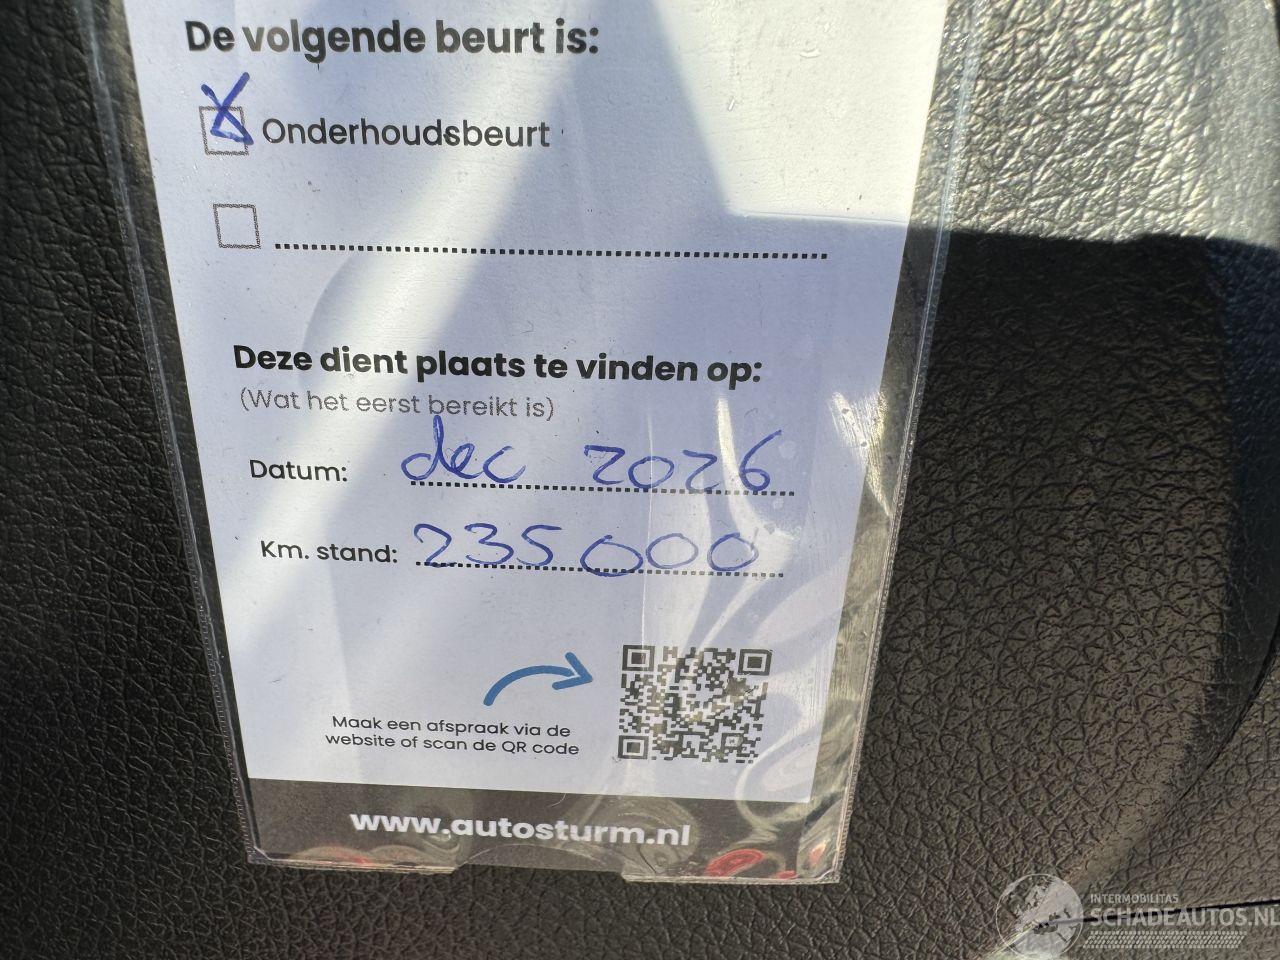 De volgende beurt is:
X Onderhoudsbeurt
Deze dient plaats te vinden op:
(Wat het eerst bereikt is)
Datum: dec 2026
Km. stand: 235000
Maak een afspraak via de
website of scan de QR code
www.autosturm.nl
INTERMOBILITAS
SCHADEAUTOS.NL